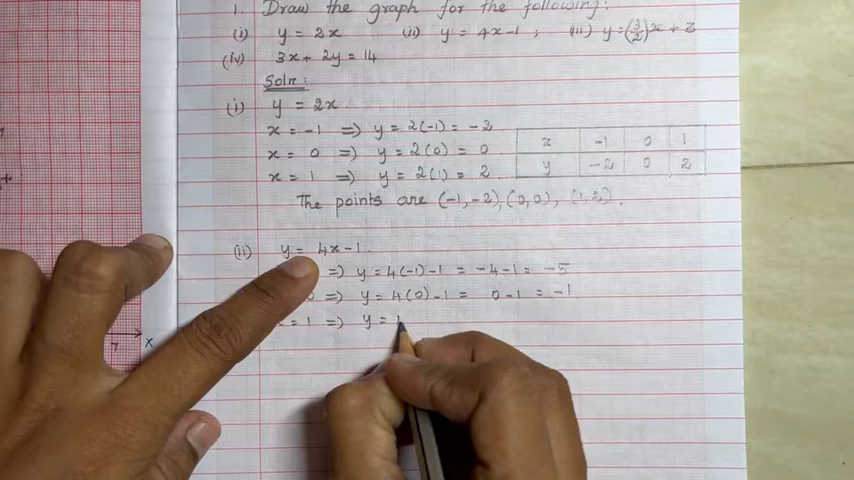 1. Draw the graph for the following:
(i) y = 2x (ii) y = 4x-1 ; (iii) y = (3/2)x + 2
(iv) 3x + 2y = 14
Soln:
(i) y = 2x.
x = -1 => y = 2(-1) = -2
x = 0 => y = 2(0) = 0
x = 1 => y = 2(1) = 2
x -1 0 1
y -2 0 2
The points are (-1,-2), (0,0), (1,2).
(ii) y = 4x-1.
=> y = 4(-1)-1 = -4-1 = -5
0 => y = 4(0)-1 = 0-1 = -1
x = 1 => y =
7 X